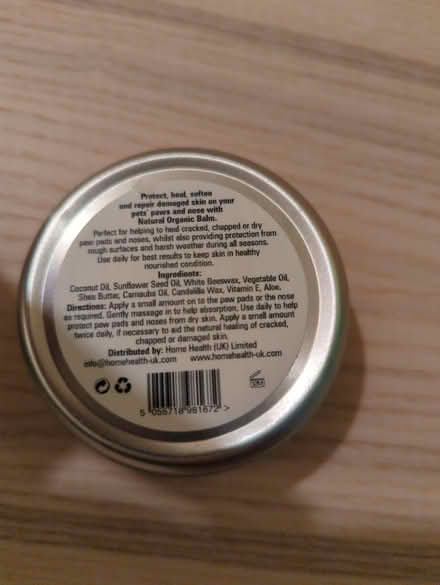 Protect, heal, soften
and repair damaged skin on your
pets' paws and nose with
Natural Organic Balm.
Perfect for helping to heal cracked, chapped or dry
paw pads and noses, whilst also providing protection from
rough surfaces and harsh weather during all seasons.
Use daily for best results to keep skin in healthy
nourished condition.
Ingredients:
Coconut Oil, Sunflower Seed Oil, White Beeswax, Vegetable Oil,
Shea Butter, Carnauba Oil, Candelilla Wax, Vitamin E, Aloe.
Directions: Apply a small amount on to the paw pads or the nose
as required. Gently massage in to help absorption. Use daily to help
protect paw pads and noses from dry skin. Apply a small amount
twice daily, if necessary to aid the natural healing of cracked,
chapped or damaged skin.
Distributed by: Home Health (UK) Limited
info@homehealth-uk.com www.homehealth-uk.com
5 055718 981672 >